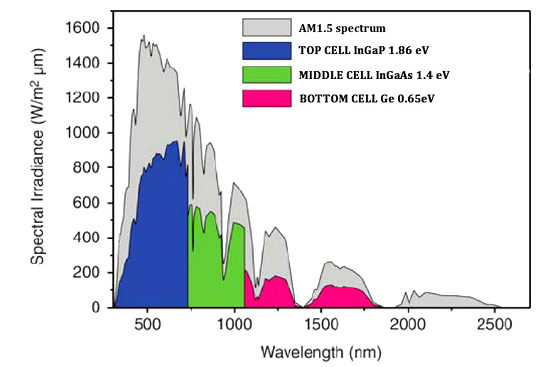 AM1.5 spectrum
TOP CELL InGaP 1.86 eV
MIDDLE CELL InGaAs 1.4 eV
BOTTOM CELL Ge 0.65eV
Spectral Irradiance (W/m² µm)
1600
1400
1200
1000
800
600
400
200
0
500
1000
1500
2000
2500
Wavelength (nm)